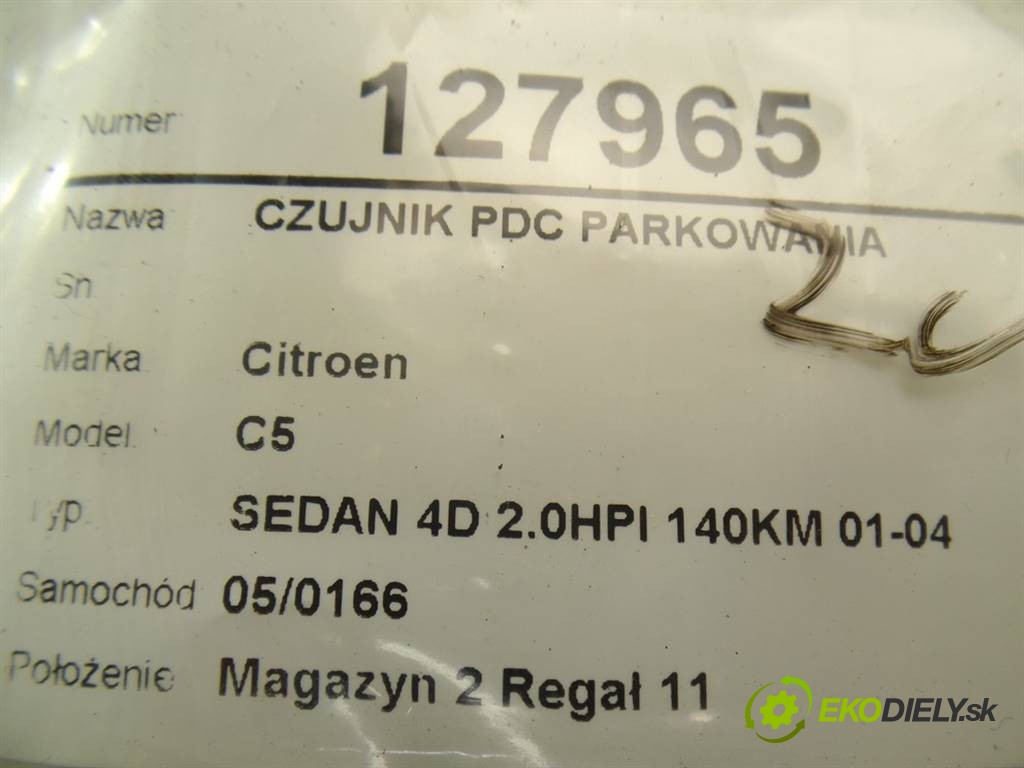 Numer 127965
Nazwa CZUJNIK PDC PARKOWANIA
Sn
Marka Citroen
Model C5
Typ SEDAN 4D 2.0HPI 140KM 01-04
Samochód 05/0166
Położenie Magazyn 2 Regał 11
EKODIELY.sk